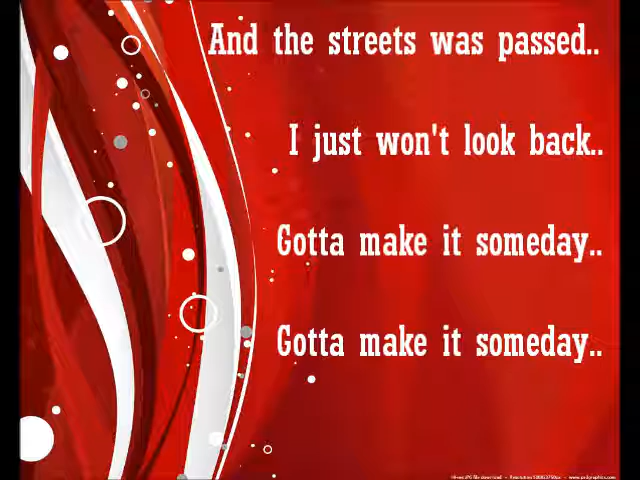 And the streets was passed..
I just won't look back..
Gotta make it someday..
Gotta make it someday..